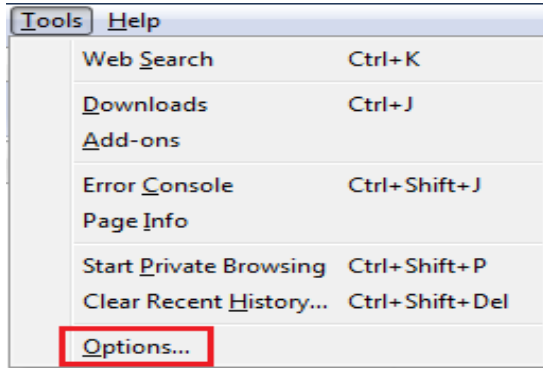 Tools Help
Web Search Ctrl+K
Downloads Ctrl+J
Add-ons
Error Console Ctrl+Shift+J
Page Info
Start Private Browsing Ctrl+Shift+P
Clear Recent History... Ctrl+Shift+Del
Options...